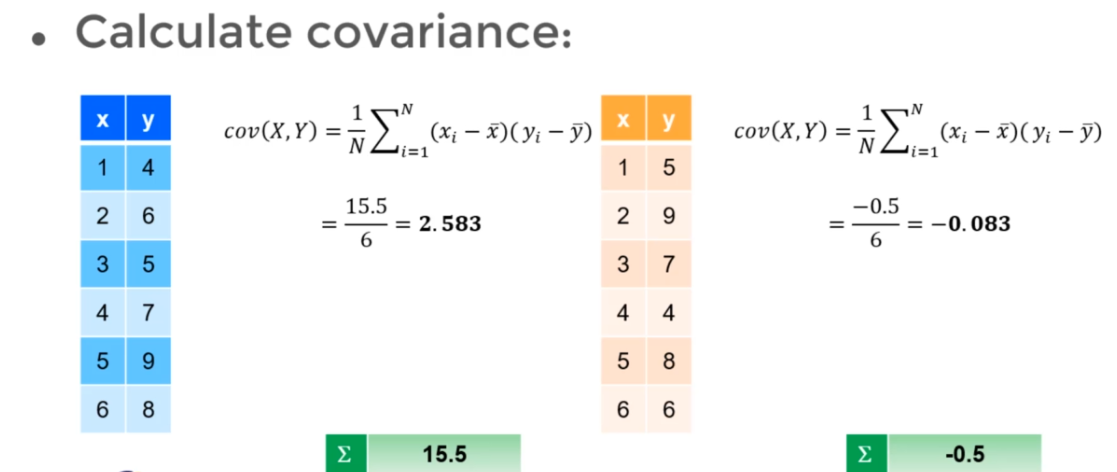 • Calculate covariance:
x y cov(X, Y) = 1/N ∑_{i=1}^{N} (x_i − x̄)(y_i − ȳ) x y cov(X, Y) = 1/N ∑_{i=1}^{N} (x_i − x̄)(y_i − ȳ)
1 4 1 5
2 6 = 15.5/6 = 2.583 2 9 = −0.5/6 = −0.083
3 5 3 7
4 7 4 4
5 9 5 8
6 8 6 6
Σ 15.5 Σ -0.5